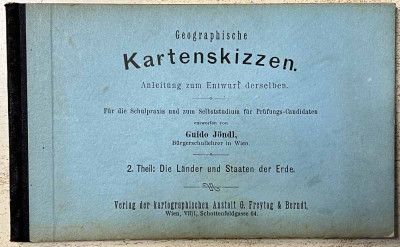 Geographische
Kartenskizzen.
Anleitung zum Entwurf derselben.
Für die Schulpraxis und zum Selbststudium für Prüfungs-Candidaten
entworfen von
Guido Jöndl,
Bürgerschullehrer in Wien.
2. Theil: Die Länder und Staaten der Erde.
Verlag der kartographischen Anstalt G. Freytag & Berndt,
Wien, VII/1, Schottenfeldgasse 64.